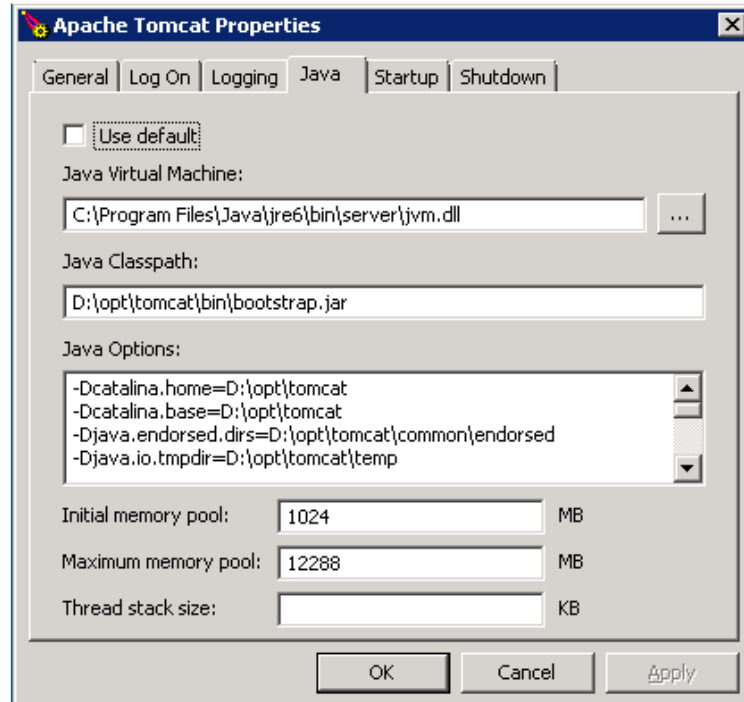 Apache Tomcat Properties
General Log On Logging Java Startup Shutdown
Use default
Java Virtual Machine:
C:\Program Files\Java\jre6\bin\server\jvm.dll ...
Java Classpath:
D:\opt\tomcat\bin\bootstrap.jar
Java Options:
-Dcatalina.home=D:\opt\tomcat
-Dcatalina.base=D:\opt\tomcat
-Djava.endorsed.dirs=D:\opt\tomcat\common\endorsed
-Djava.io.tmpdir=D:\opt\tomcat\temp
Initial memory pool: 1024 MB
Maximum memory pool: 12288 MB
Thread stack size: KB
OK Cancel Apply